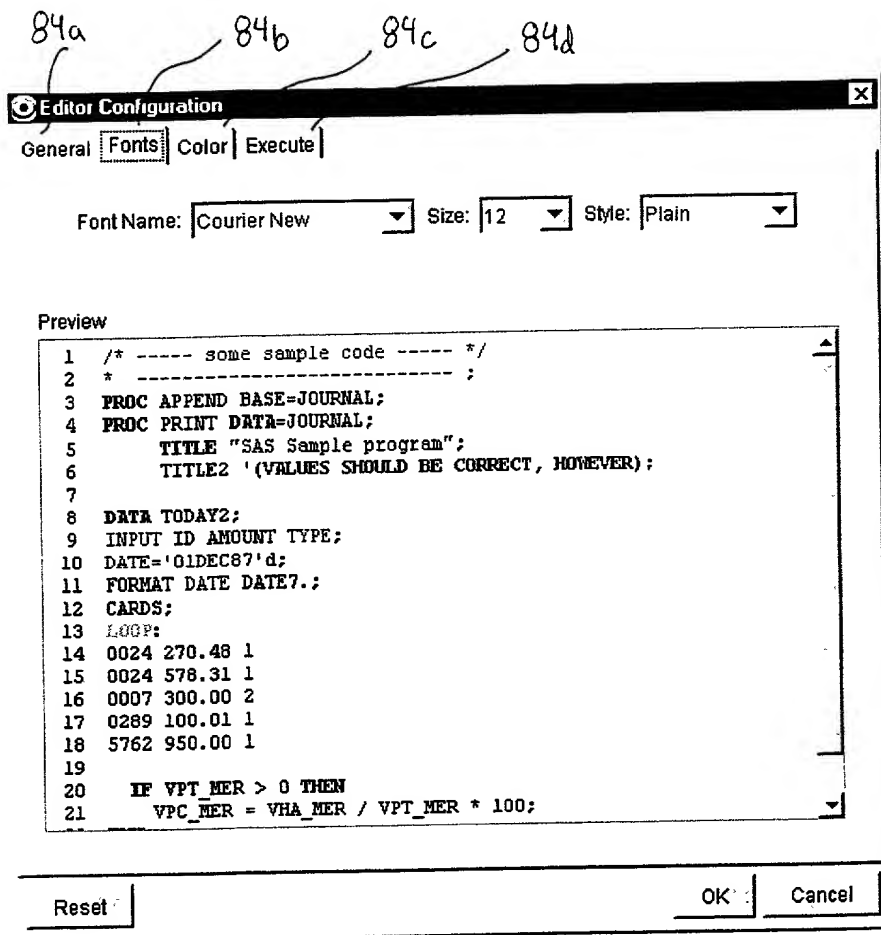 84a 84b 84c 84d
Editor Configuration
General Fonts Color Execute
Font Name: Courier New Size: 12 Style: Plain
Preview
1 /* ----- some sample code ----- */
2 * ---------------------------- ;
3 PROC APPEND BASE=JOURNAL;
4 PROC PRINT DATA=JOURNAL;
5 TITLE "SAS Sample program";
6 TITLE2 '(VALUES SHOULD BE CORRECT, HOWEVER);
7
8 DATA TODAY2;
9 INPUT ID AMOUNT TYPE;
10 DATE='01DEC87'd;
11 FORMAT DATE DATE7.;
12 CARDS;
13 LOOP:
14 0024 270.48 1
15 0024 578.31 1
16 0007 300.00 2
17 0289 100.01 1
18 5762 950.00 1
19
20 IF VPT_MER > 0 THEN
21 VPC_MER = VHA_MER / VPT_MER * 100;
Reset OK Cancel